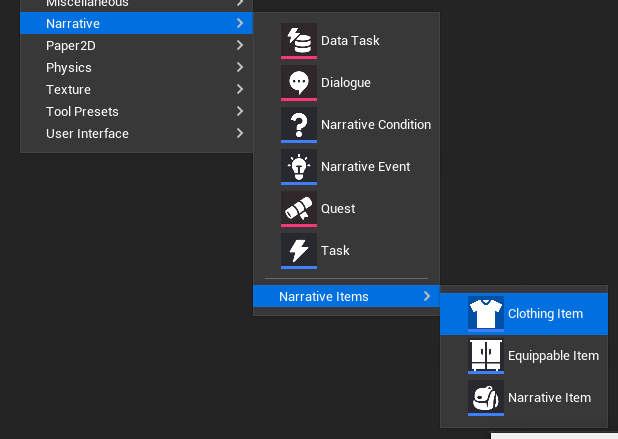 Miscellaneous
Narrative
Paper2D
Physics
Texture
Tool Presets
User Interface
Data Task
Dialogue
Narrative Condition
Narrative Event
Quest
Task
Narrative Items
Clothing Item
Equippable Item
Narrative Item